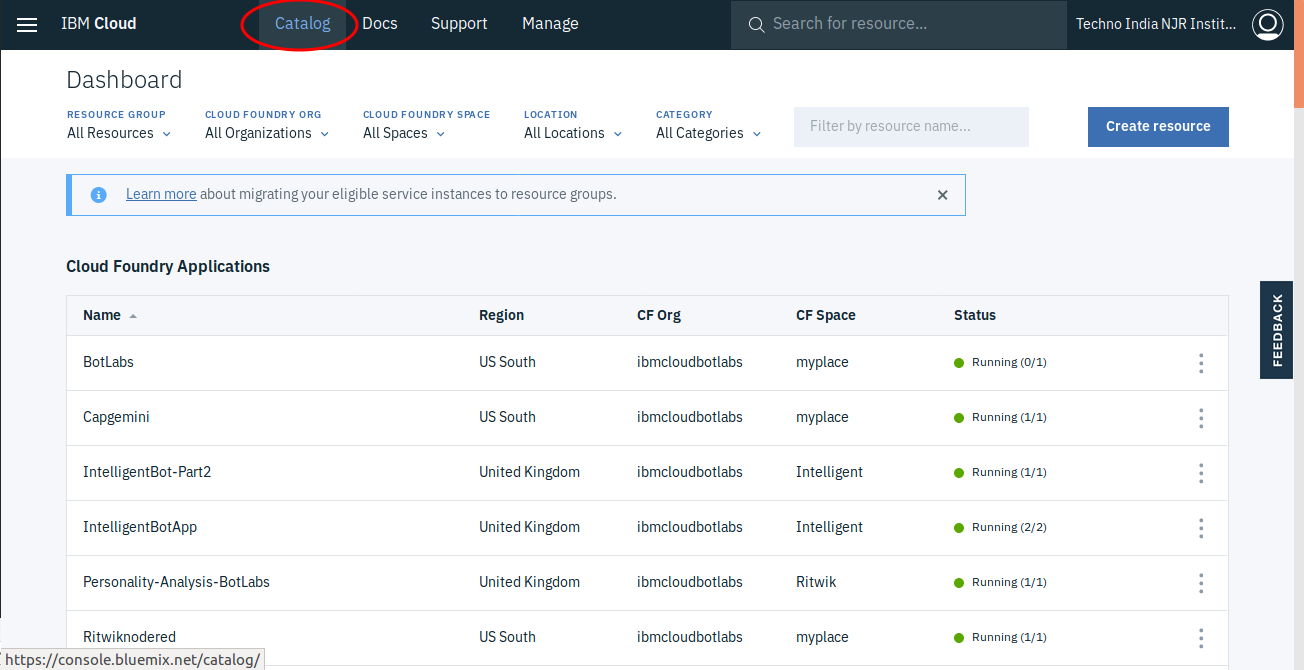 IBM Cloud Catalog Docs Support Manage Search for resource... Techno India NJR Instit...
Dashboard
RESOURCE GROUP CLOUD FOUNDRY ORG CLOUD FOUNDRY SPACE LOCATION CATEGORY
All Resources All Organizations All Spaces All Locations All Categories Filter by resource name... Create resource
Learn more about migrating your eligible service instances to resource groups.
Cloud Foundry Applications
FEEDBACK
Name Region CF Org CF Space Status
BotLabs US South ibmcloudbotlabs myplace Running (0/1)
Capgemini US South ibmcloudbotlabs myplace Running (1/1)
IntelligentBot-Part2 United Kingdom ibmcloudbotlabs Intelligent Running (1/1)
IntelligentBotApp United Kingdom ibmcloudbotlabs Intelligent Running (2/2)
Personality-Analysis-BotLabs United Kingdom ibmcloudbotlabs Ritwik Running (1/1)
Ritwiknodered US South ibmcloudbotlabs myplace Running (1/1)
https://console.bluemix.net/catalog/